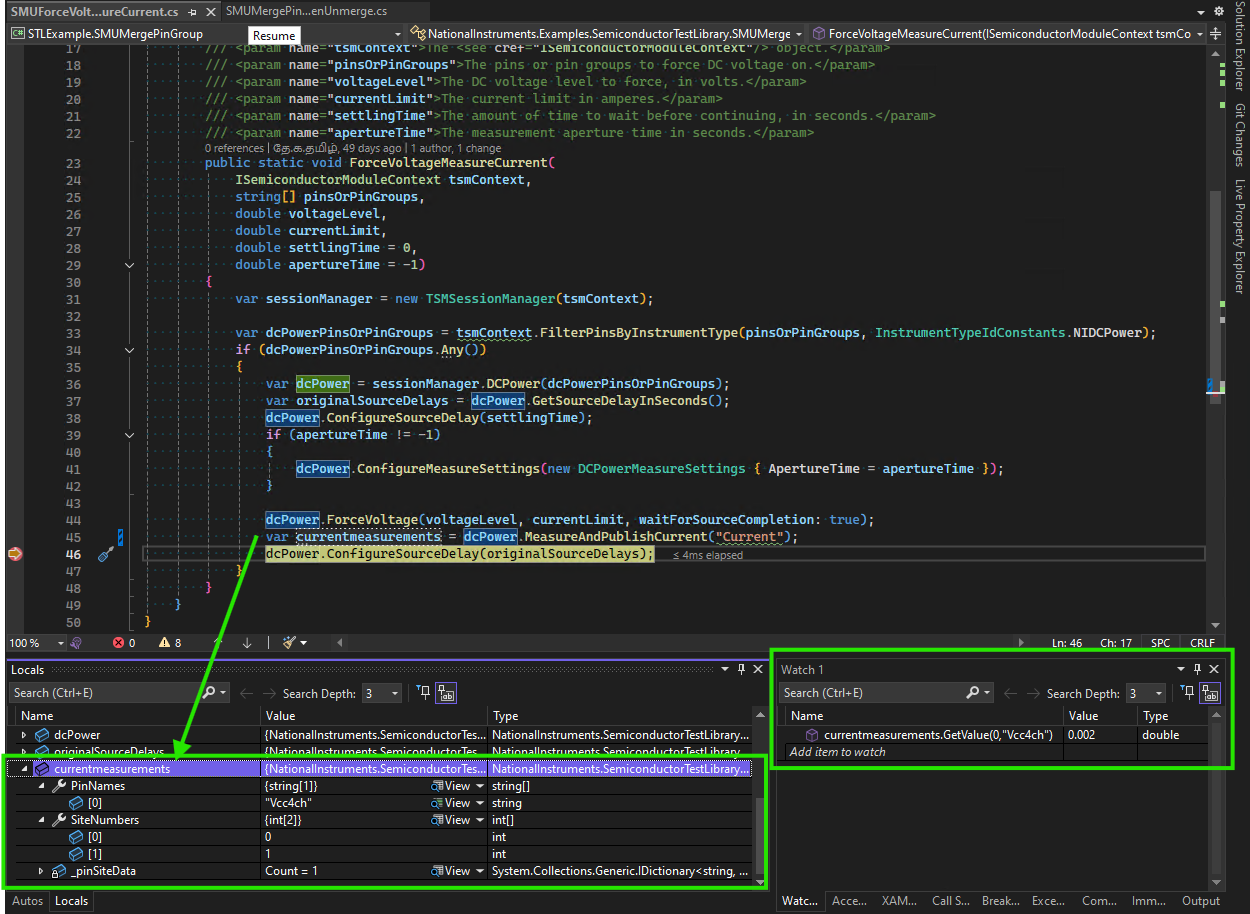 SMUForceVolt...ureCurrent.cs
SMUMergePin...enUnmerge.cs
STLExample.SMUMergePinGroup
Resume
NationalInstruments.Examples.SemiconductorTestLibrary.SMUMerge
ForceVoltageMeasureCurrent(ISemiconductorModuleContext tsmCo
17 /// <param name="tsmContext">The <see cref="ISemiconductorModuleContext"/> object.</param>
18 /// <param name="pinsOrPinGroups">The pins or pin groups to force DC voltage on.</param>
19 /// <param name="voltageLevel">The DC voltage level to force, in volts.</param>
20 /// <param name="currentLimit">The current limit in amperes.</param>
21 /// <param name="settlingTime">The amount of time to wait before continuing, in seconds.</param>
22 /// <param name="apertureTime">The measurement aperture time in seconds.</param>
0 references | தே.க.தமிழ், 49 days ago | 1 author, 1 change
23 public static void ForceVoltageMeasureCurrent(
24 ISemiconductorModuleContext tsmContext,
25 string[] pinsOrPinGroups,
26 double voltageLevel,
27 double currentLimit,
28 double settlingTime = 0,
29 double apertureTime = -1)
30 {
31 var sessionManager = new TSMSessionManager(tsmContext);
32
33 var dcPowerPinsOrPinGroups = tsmContext.FilterPinsByInstrumentType(pinsOrPinGroups, InstrumentTypeIdConstants.NIDCPower);
34 if (dcPowerPinsOrPinGroups.Any())
35 {
36 var dcPower = sessionManager.DCPower(dcPowerPinsOrPinGroups);
37 var originalSourceDelays = dcPower.GetSourceDelayInSeconds();
38 dcPower.ConfigureSourceDelay(settlingTime);
39 if (apertureTime != -1)
40 {
41 dcPower.ConfigureMeasureSettings(new DCPowerMeasureSettings { ApertureTime = apertureTime });
42 }
43
44 dcPower.ForceVoltage(voltageLevel, currentLimit, waitForSourceCompletion: true);
45 var currentmeasurements = dcPower.MeasureAndPublishCurrent("Current");
46 dcPower.ConfigureSourceDelay(originalSourceDelays); ≤ 4ms elapsed
47 }
48 }
49 }
50 }
Solution Explorer
Git Changes
Live Property Explorer
100 % 0 8 Ln: 46 Ch: 17 SPC CRLF
Locals
Search (Ctrl+E) Search Depth: 3
Name Value Type
dcPower {NationalInstruments.SemiconductorTes... NationalInstruments.SemiconductorTestLibrary...
originalSourceDelays {NationalInstruments.SemiconductorTes... NationalInstruments.SemiconductorTestLibrary...
currentmeasurements {NationalInstruments.SemiconductorTes... NationalInstruments.SemiconductorTestLibrary...
PinNames {string[1]} View string[]
[0] "Vcc4ch" View string
SiteNumbers {int[2]} View int[]
[0] 0 int
[1] 1 int
_pinSiteData Count = 1 View System.Collections.Generic.IDictionary<string, ...
Autos Locals
Watch 1
Search (Ctrl+E) Search Depth: 3
Name Value Type
currentmeasurements.GetValue(0,"Vcc4ch") 0.002 double
Add item to watch
Watc... Acce... XAM... Call S... Break... Exce... Com... Imm... Output